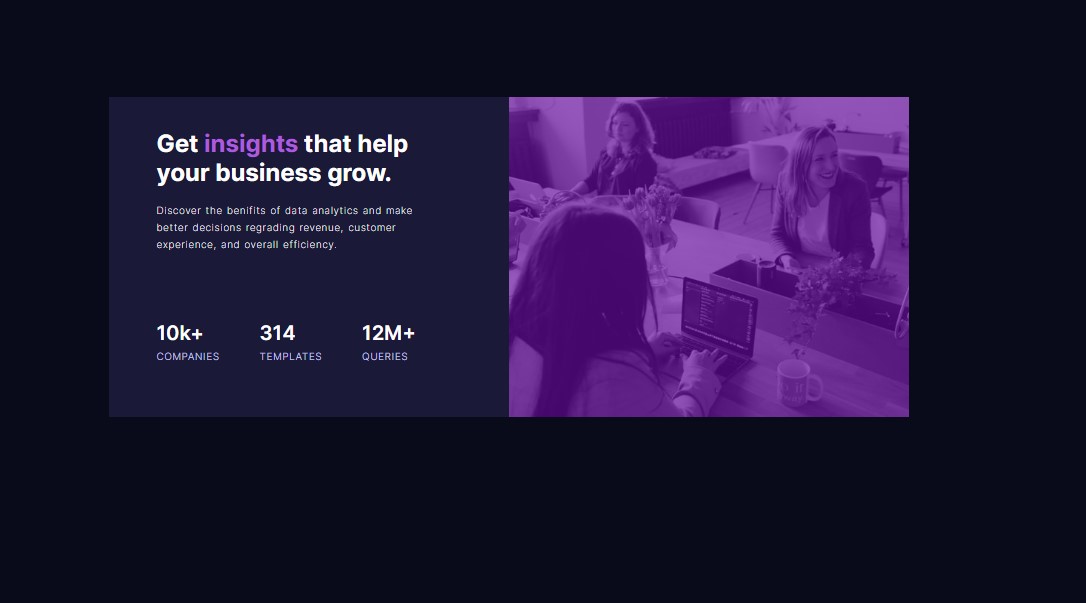 Get insights that help
your business grow.
Discover the benifits of data analytics and make
better decisions regrading revenue, customer
experience, and overall efficiency.
10k+ 314 12M+
COMPANIES TEMPLATES QUERIES